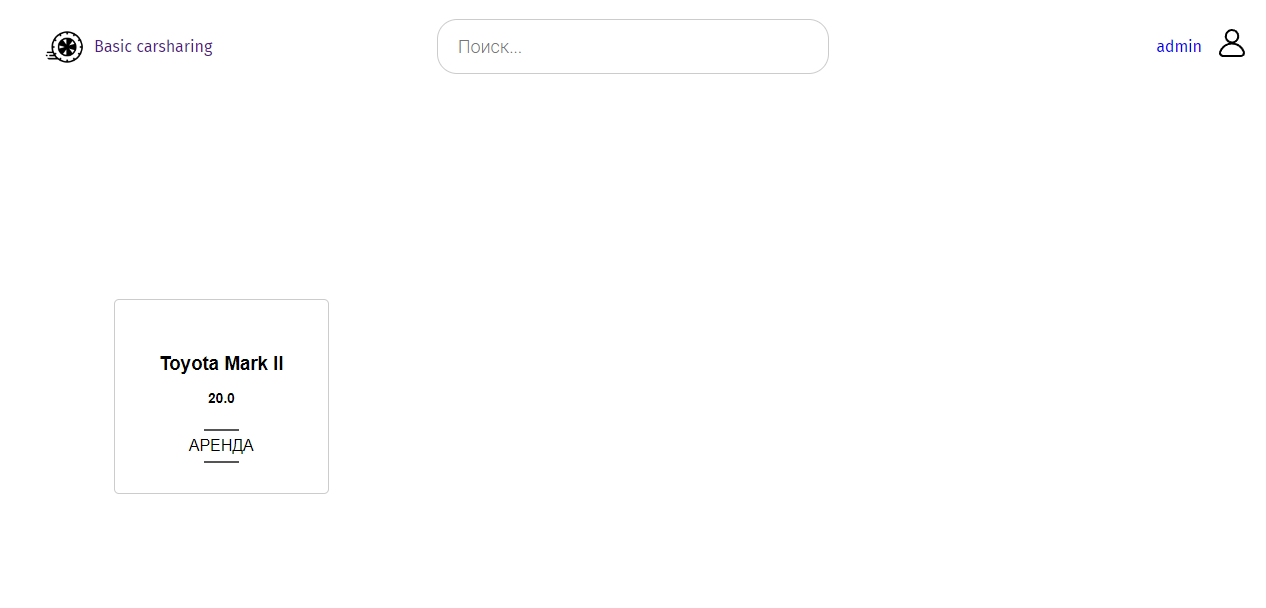 Basic carsharing
Поиск...
admin
Toyota Mark II
20.0
АРЕНДА